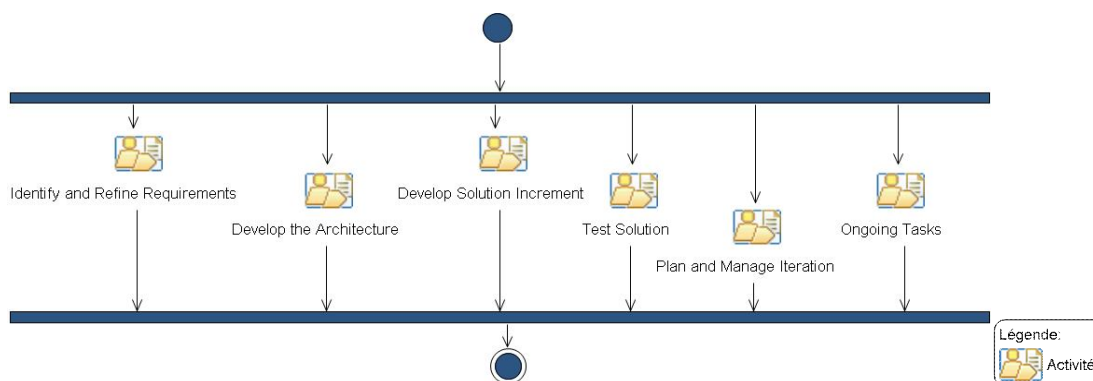 Identify and Refine Requirements
Develop the Architecture
Develop Solution Increment
Test Solution
Plan and Manage Iteration
Ongoing Tasks
Légende:
Activité